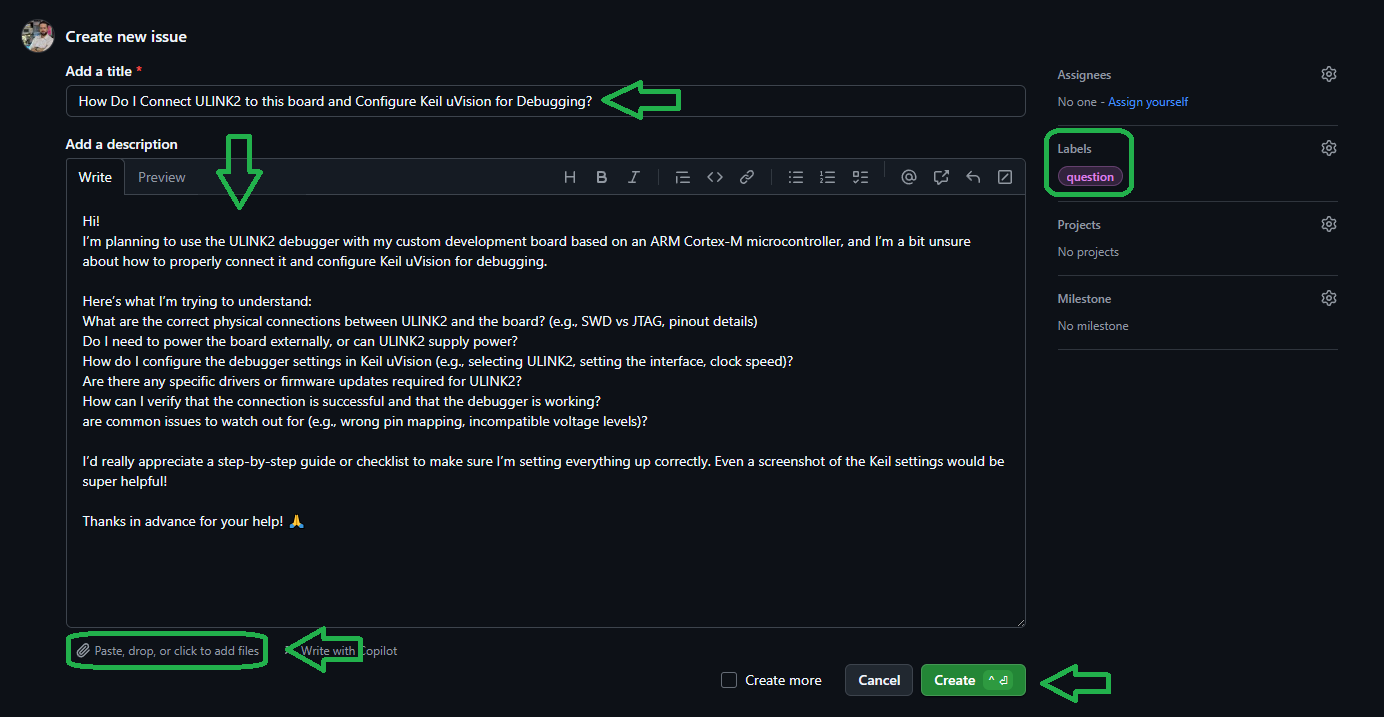 Create new issue
Add a title *
How Do I Connect ULINK2 to this board and Configure Keil uVision for Debugging?
Add a description
Write Preview
Hi!
I'm planning to use the ULINK2 debugger with my custom development board based on an ARM Cortex-M microcontroller, and I'm a bit unsure
about how to properly connect it and configure Keil uVision for debugging.
Here's what I'm trying to understand:
What are the correct physical connections between ULINK2 and the board? (e.g., SWD vs JTAG, pinout details)
Do I need to power the board externally, or can ULINK2 supply power?
How do I configure the debugger settings in Keil uVision (e.g., selecting ULINK2, setting the interface, clock speed)?
Are there any specific drivers or firmware updates required for ULINK2?
How can I verify that the connection is successful and that the debugger is working?
are common issues to watch out for (e.g., wrong pin mapping, incompatible voltage levels)?
I'd really appreciate a step-by-step guide or checklist to make sure I'm setting everything up correctly. Even a screenshot of the Keil settings would be
super helpful!
Thanks in advance for your help! 🙏
Paste, drop, or click to add files
Write with Copilot
Create more
Cancel
Create
Assignees
No one - Assign yourself
Labels
question
Projects
No projects
Milestone
No milestone